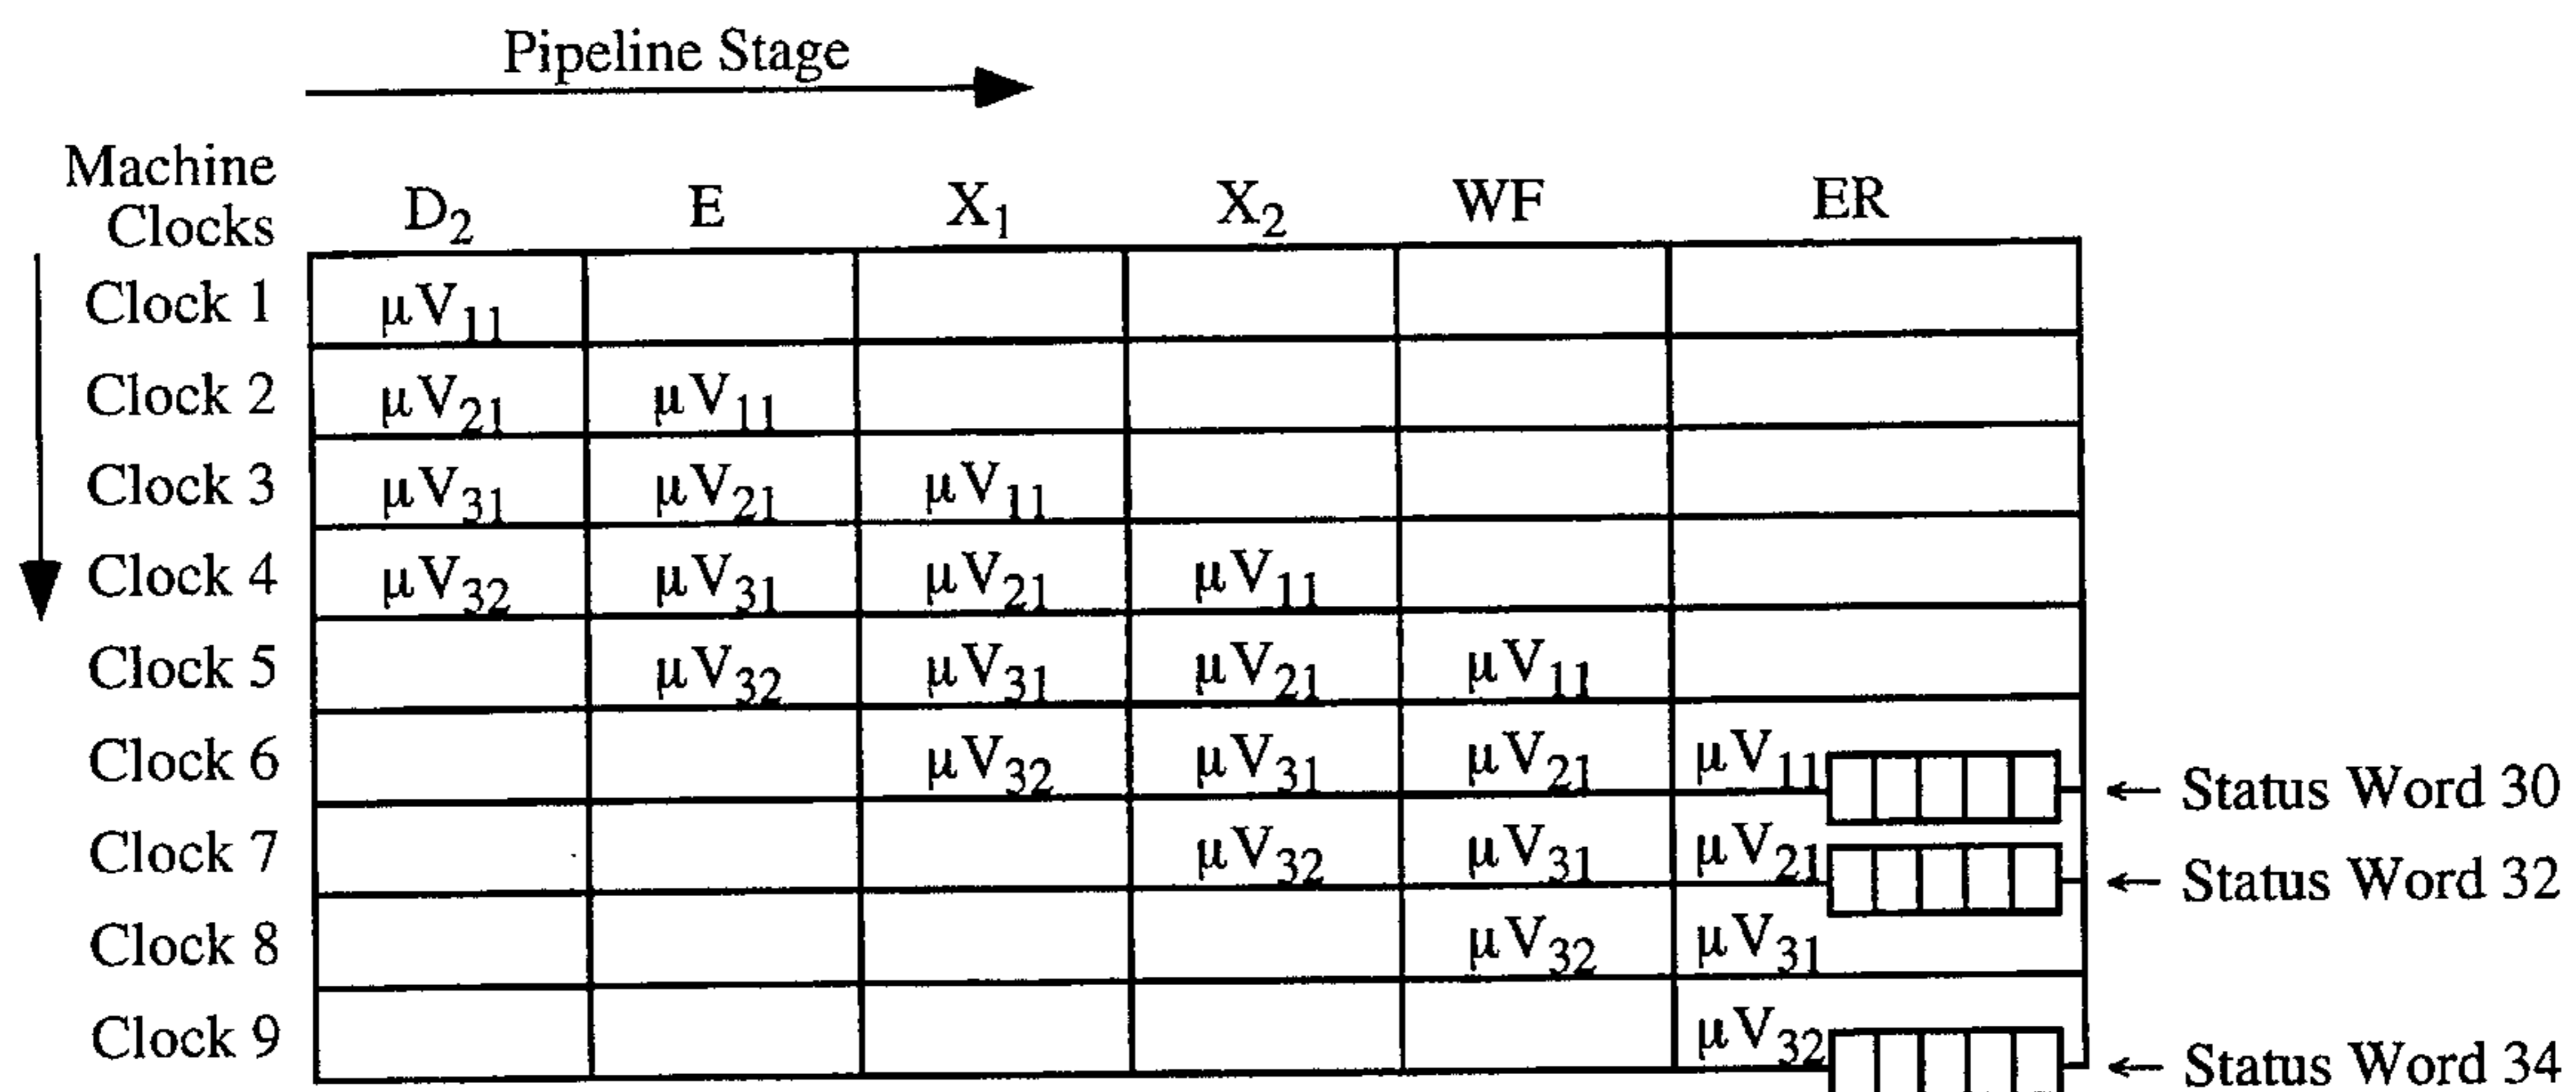 Pipeline Stage
Machine
Clocks
D₂ E X₁ X₂ WF ER
Clock 1 μV₁₁
Clock 2 μV₂₁ μV₁₁
Clock 3 μV₃₁ μV₂₁ μV₁₁
Clock 4 μV₃₂ μV₃₁ μV₂₁ μV₁₁
Clock 5 μV₃₂ μV₃₁ μV₂₁ μV₁₁
Clock 6 μV₃₂ μV₃₁ μV₂₁ μV₁₁ ← Status Word 30
Clock 7 μV₃₂ μV₃₁ μV₂₁ ← Status Word 32
Clock 8 μV₃₂ μV₃₁
Clock 9 μV₃₂ ← Status Word 34